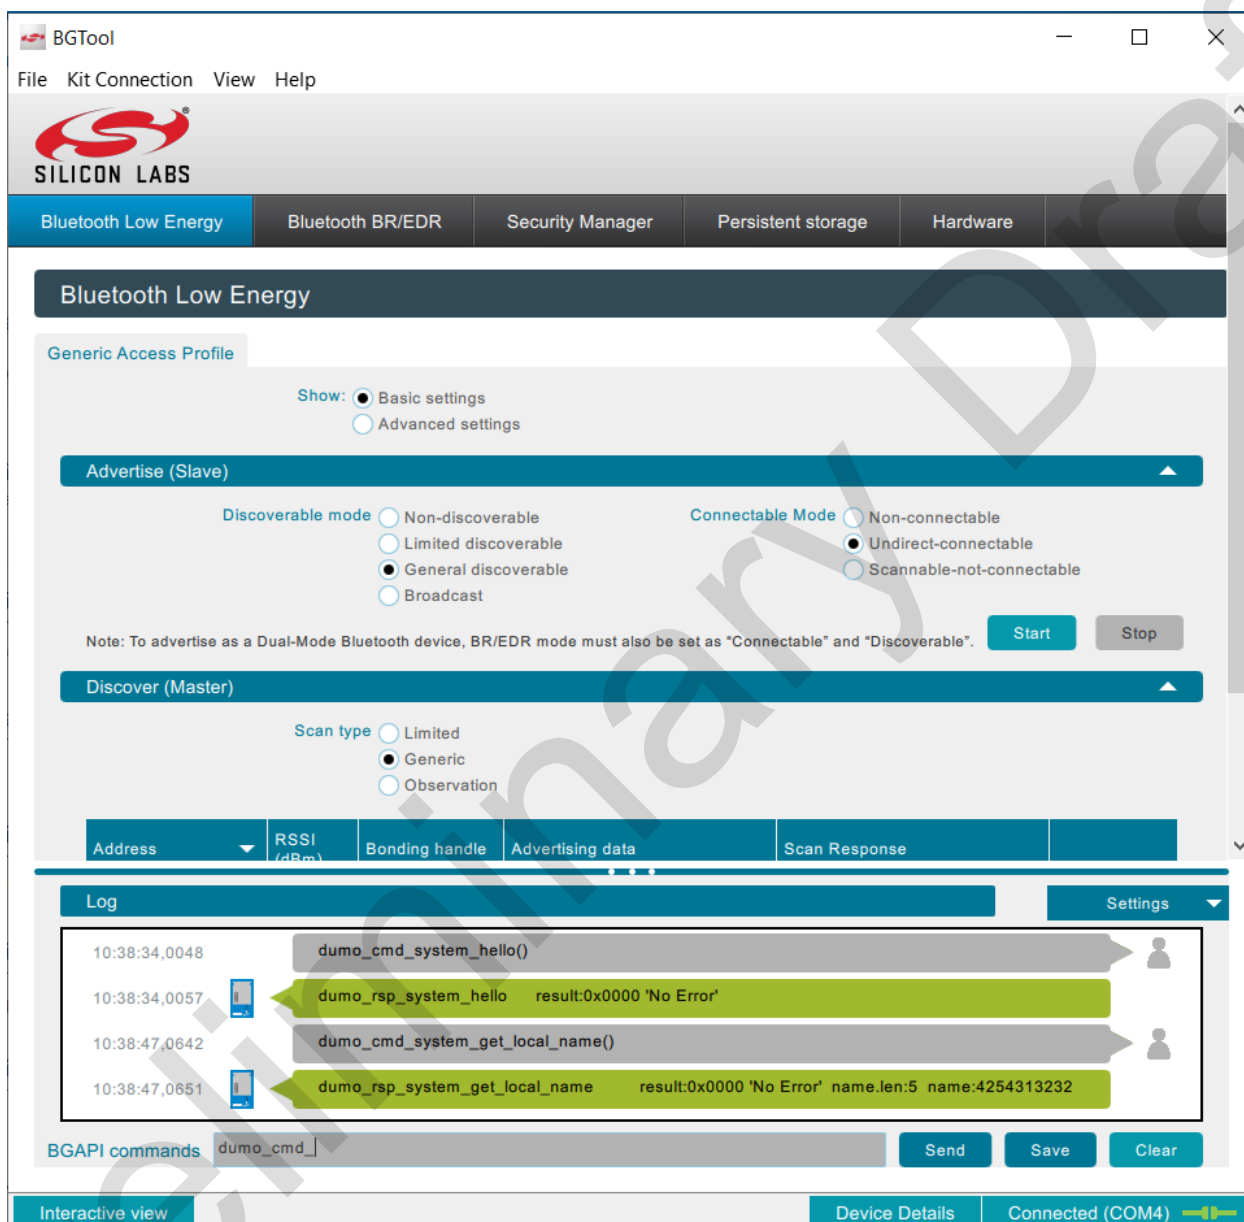 BGTool
File Kit Connection View Help
SILICON LABS
Bluetooth Low Energy Bluetooth BR/EDR Security Manager Persistent storage Hardware
Bluetooth Low Energy
Generic Access Profile
Show: Basic settings
Advanced settings
Advertise (Slave)
Discoverable mode Non-discoverable Connectable Mode Non-connectable
Limited discoverable Undirect-connectable
General discoverable Scannable-not-connectable
Broadcast
Note: To advertise as a Dual-Mode Bluetooth device, BR/EDR mode must also be set as "Connectable" and "Discoverable". Start Stop
Discover (Master)
Scan type Limited
Generic
Observation
Address RSSI (dBm) Bonding handle Advertising data Scan Response
Log Settings
10:38:34,0048 dumo_cmd_system_hello()
10:38:34,0057 dumo_rsp_system_hello result:0x0000 'No Error'
10:38:47,0642 dumo_cmd_system_get_local_name()
10:38:47,0651 dumo_rsp_system_get_local_name result:0x0000 'No Error' name.len:5 name:4254313232
BGAPI commands dumo_cmd_ Send Save Clear
Interactive view Device Details Connected (COM4)